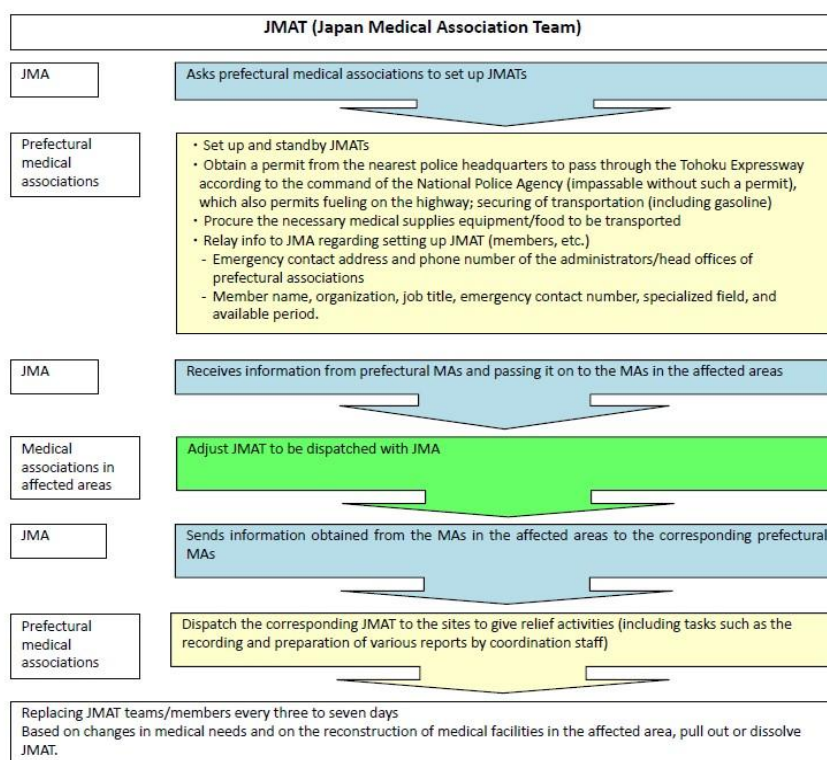 JMAT (Japan Medical Association Team)
JMA
Asks prefectural medical associations to set up JMATs
Prefectural
medical
associations
・Set up and standby JMATs
・Obtain a permit from the nearest police headquarters to pass through the Tohoku Expressway
according to the command of the National Police Agency (impassable without such a permit),
which also permits fueling on the highway; securing of transportation (including gasoline)
・Procure the necessary medical supplies equipment/food to be transported
・Relay info to JMA regarding setting up JMAT (members, etc.)
- Emergency contact address and phone number of the administrators/head offices of
prefectural associations
- Member name, organization, job title, emergency contact number, specialized field, and
available period.
JMA
Receives information from prefectural MAs and passing it on to the MAs in the affected areas
Medical
associations in
affected areas
Adjust JMAT to be dispatched with JMA
JMA
Sends information obtained from the MAs in the affected areas to the corresponding prefectural
MAs
Prefectural
medical
associations
Dispatch the corresponding JMAT to the sites to give relief activities (including tasks such as the
recording and preparation of various reports by coordination staff)
Replacing JMAT teams/members every three to seven days
Based on changes in medical needs and on the reconstruction of medical facilities in the affected area, pull out or dissolve
JMAT.